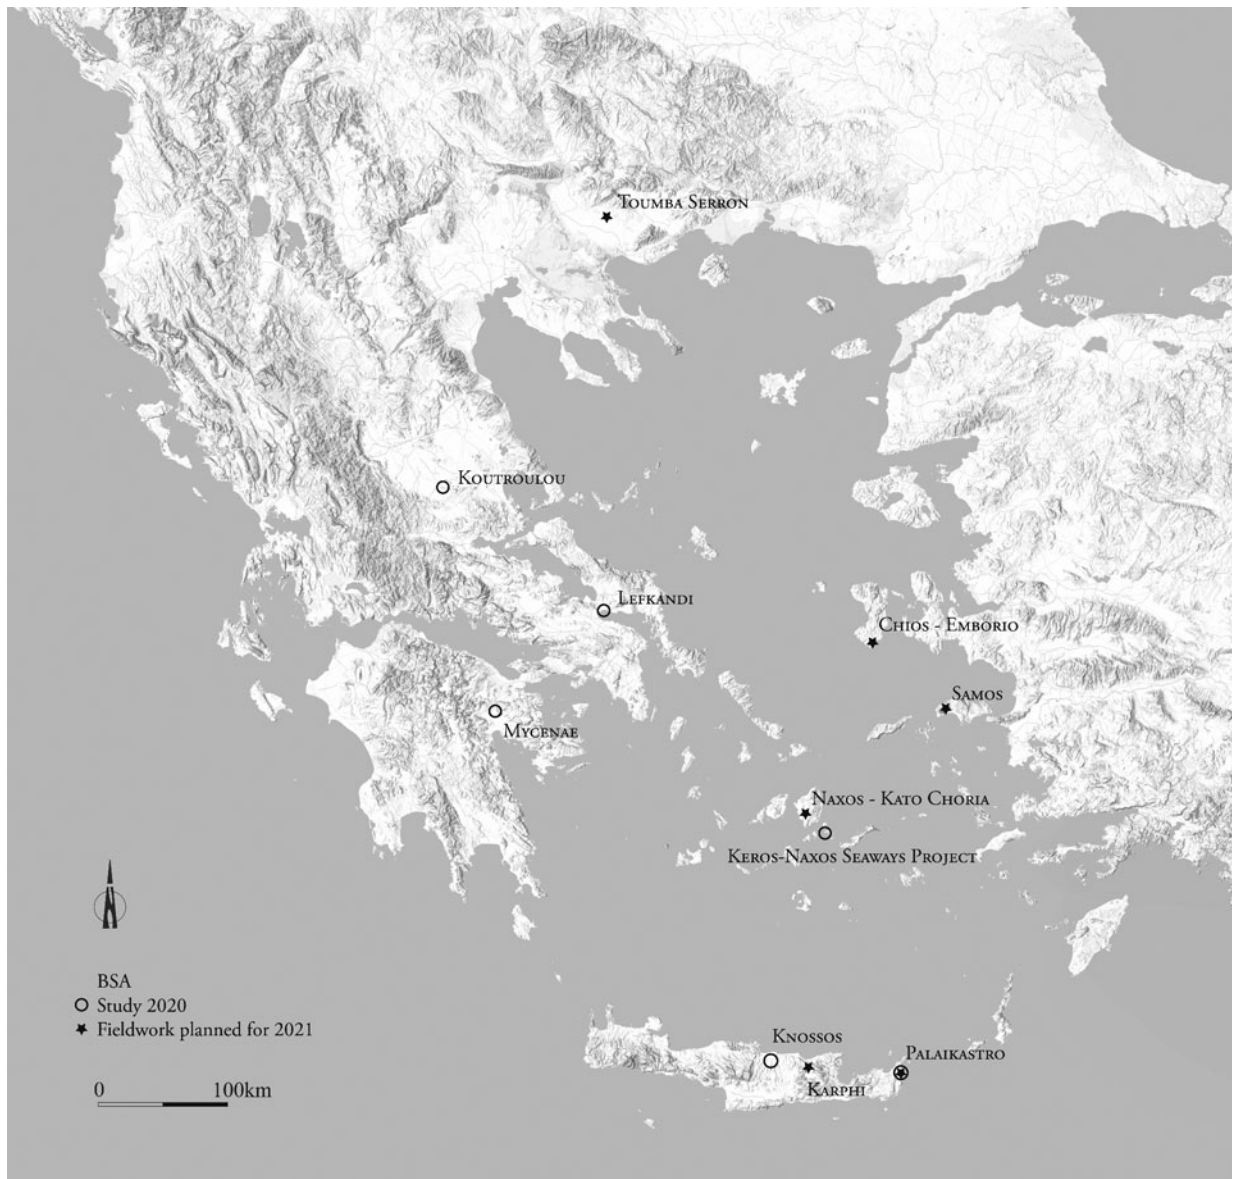 Toumba Serron
Koutroulou
Lefkandi
Chios - Emborio
Samos
Mycenae
Naxos - Kato Choria
Keros-Naxos Seaways Project
BSA
Study 2020
Fieldwork planned for 2021
Knossos
Palaikastro
Karphi
0 100km